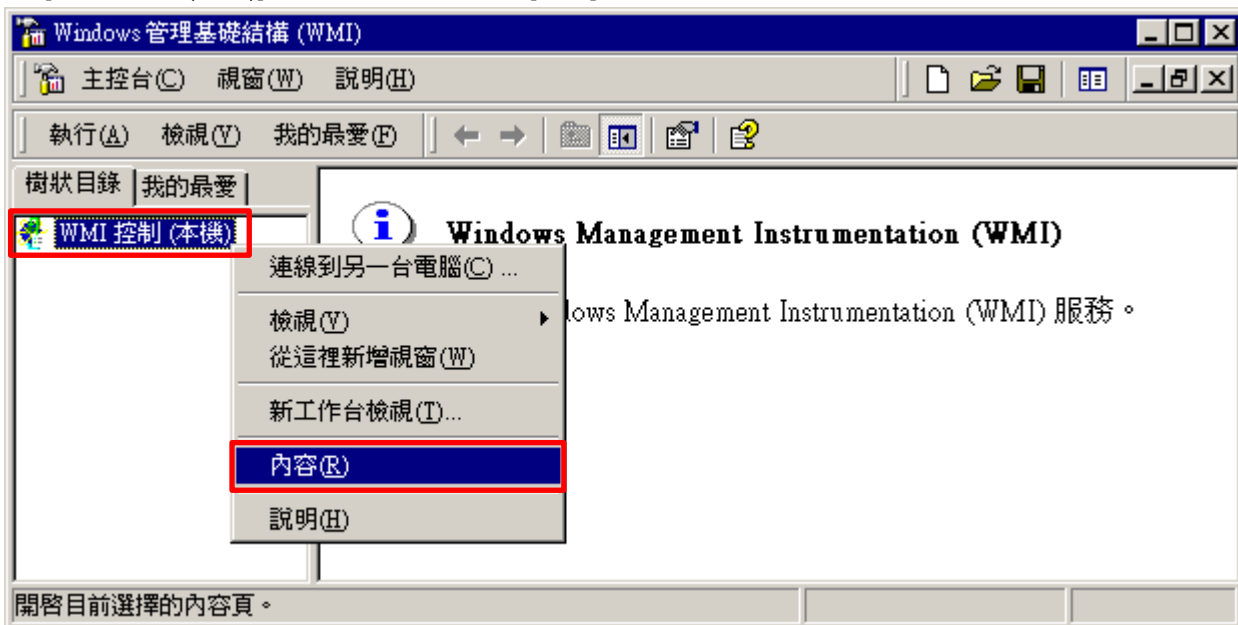 Windows 管理基礎結構 (WMI)
主控台(C) 視窗(W) 說明(H)
執行(A) 檢視(V) 我的最愛(F)
樹狀目錄 我的最愛
WMI 控制 (本機)
Windows Management Instrumentation (WMI)
連線到另一台電腦(C) ...
檢視(V)
dows Management Instrumentation (WMI) 服務。
從這裡新增視窗(W)
新工作台檢視(T)...
內容(R)
說明(H)
開啓目前選擇的內容頁。